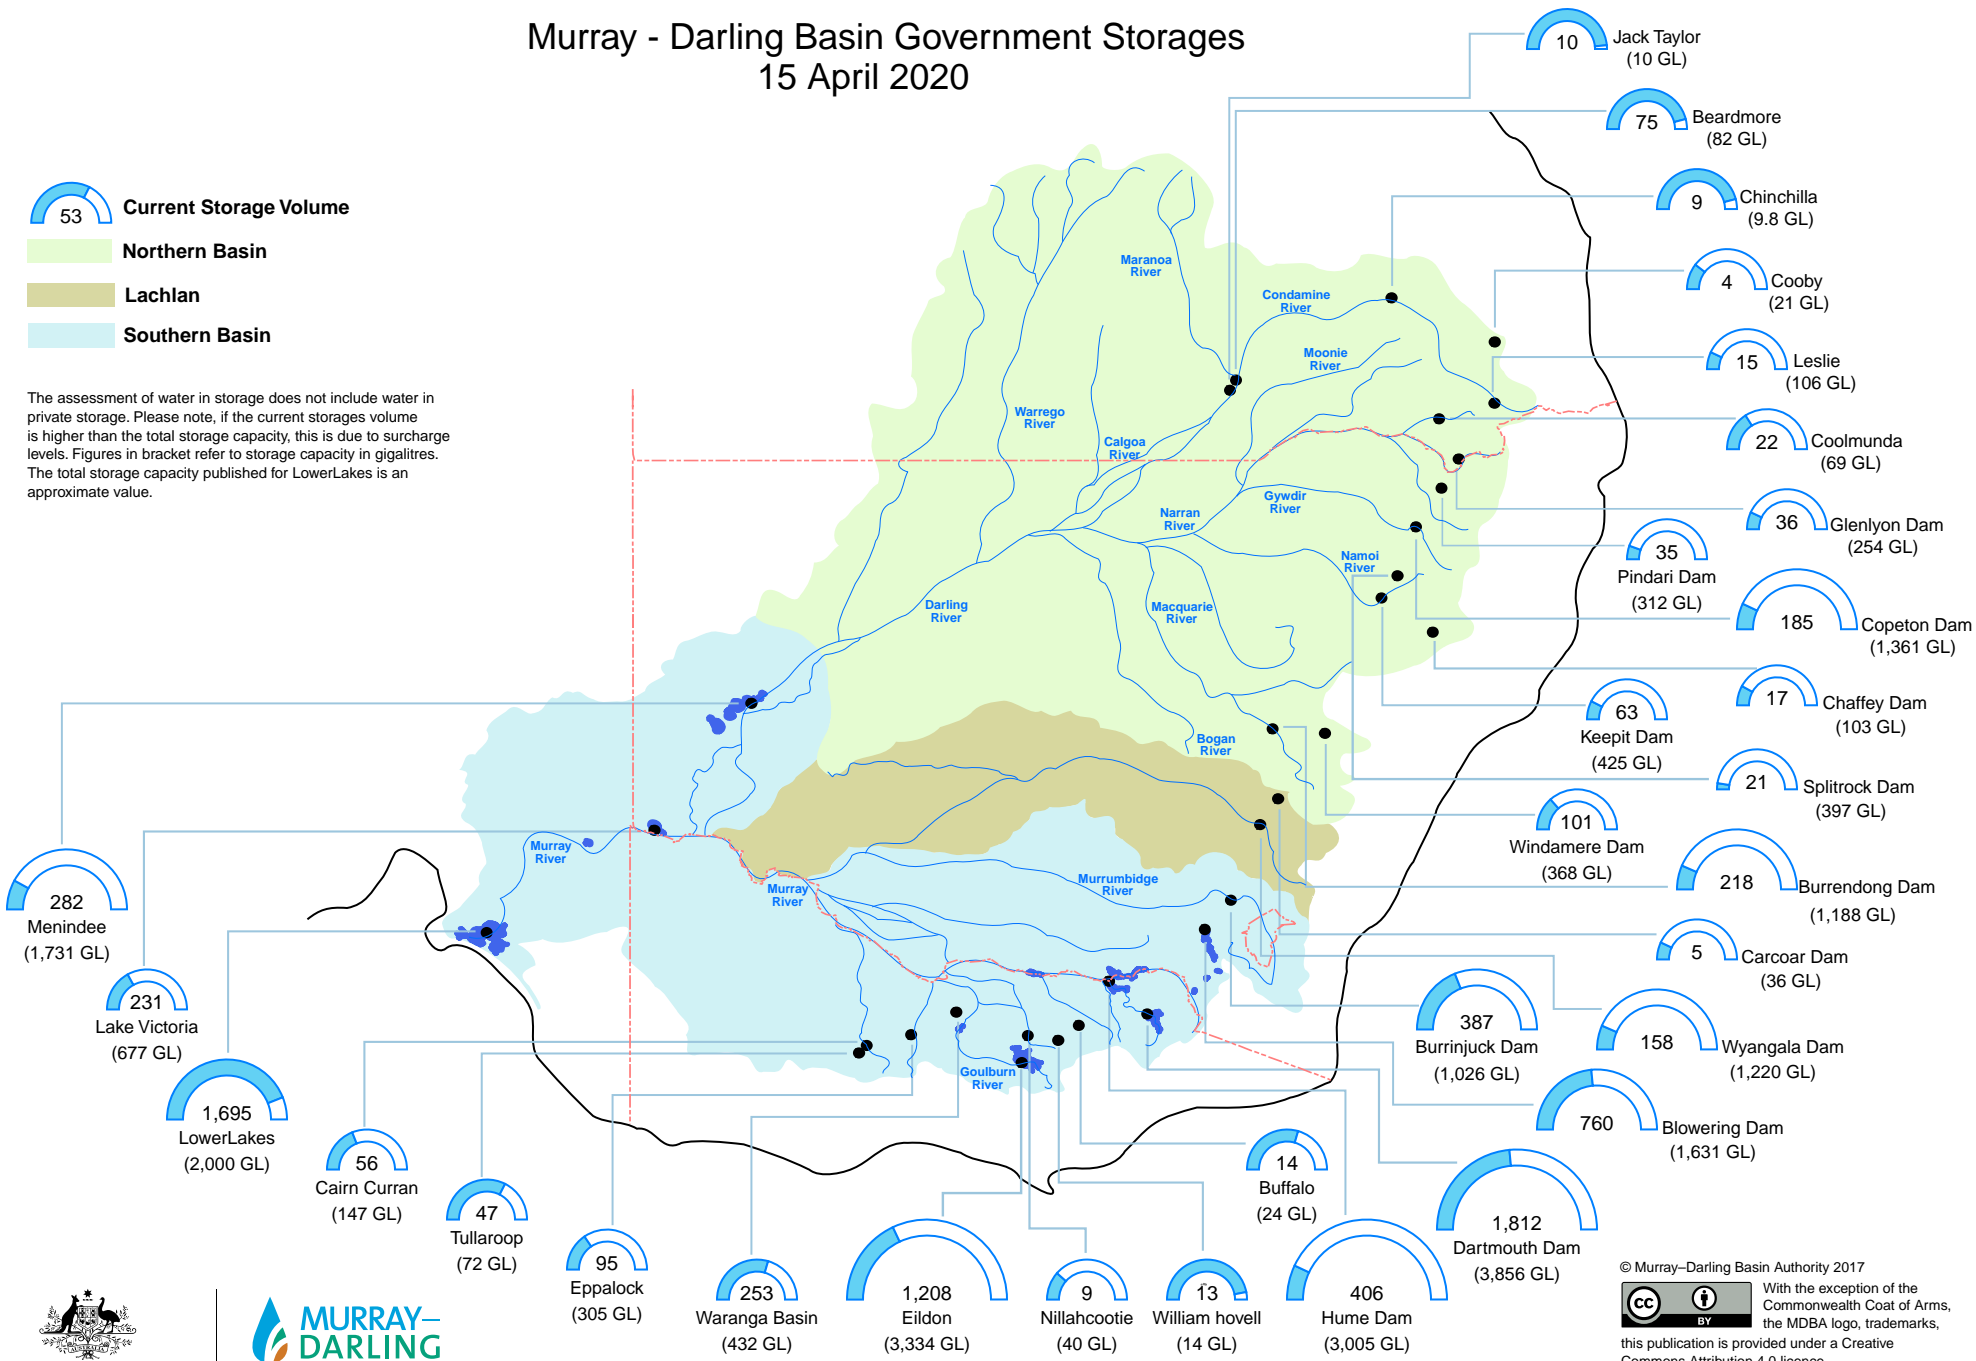 Murray - Darling Basin Government Storages
15 April 2020
53
Current Storage Volume
Northern Basin
Lachlan
Southern Basin
The assessment of water in storage does not include water in
private storage. Please note, if the current storages volume
is higher than the total storage capacity, this is due to surcharge
levels. Figures in bracket refer to storage capacity in gigalitres.
The total storage capacity published for LowerLakes is an
approximate value.
10
Jack Taylor
(10 GL)
75
Beardmore
(82 GL)
9
Chinchilla
(9.8 GL)
4
Cooby
(21 GL)
15
Leslie
(106 GL)
22
Coolmunda
(69 GL)
36
Glenlyon Dam
(254 GL)
35
Pindari Dam
(312 GL)
185
Copeton Dam
(1,361 GL)
17
Chaffey Dam
(103 GL)
63
Keepit Dam
(425 GL)
21
Splitrock Dam
(397 GL)
101
Windamere Dam
(368 GL)
218
Burrendong Dam
(1,188 GL)
5
Carcoar Dam
(36 GL)
387
Burrinjuck Dam
(1,026 GL)
158
Wyangala Dam
(1,220 GL)
760
Blowering Dam
(1,631 GL)
1,812
Dartmouth Dam
(3,856 GL)
Maranoa
River
Condamine
River
Moonie
River
Warrego
River
Calgoa
River
Gywdir
River
Narran
River
Namoi
River
Darling
River
Macquarie
River
Bogan
River
Murray
River
Murray
River
Murrumbidge
River
Goulburn
River
282
Menindee
(1,731 GL)
231
Lake Victoria
(677 GL)
1,695
LowerLakes
(2,000 GL)
56
Cairn Curran
(147 GL)
47
Tullaroop
(72 GL)
95
Eppalock
(305 GL)
253
Waranga Basin
(432 GL)
1,208
Eildon
(3,334 GL)
9
Nillahcootie
(40 GL)
13
William hovell
(14 GL)
14
Buffalo
(24 GL)
406
Hume Dam
(3,005 GL)
AUSTRALIA
MURRAY–
DARLING
© Murray–Darling Basin Authority 2017
cc
BY
With the exception of the
Commonwealth Coat of Arms,
the MDBA logo, trademarks,
this publication is provided under a Creative
Commons Attribution 4.0 licence